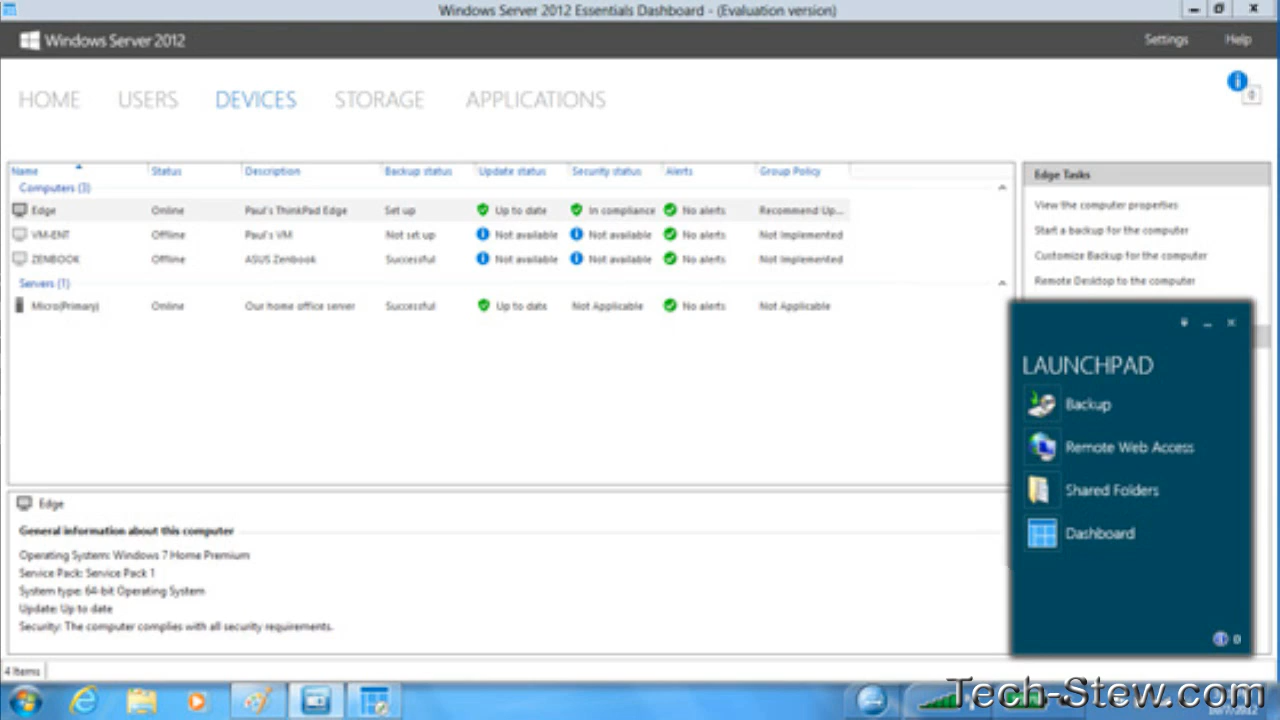 Windows Server 2012 Essentials Dashboard - (Evaluation version)
Windows Server 2012 Settings Help
HOME USERS DEVICES STORAGE APPLICATIONS
0
Name Status Description Backup status Update status Security status Alerts Group Policy
Computers (3)
Edge Online Paul's ThinkPad Edge Set up Up to date In compliance No alerts Recommend Up...
VM-ENT Offline Paul's VM Not set up Not available Not available No alerts Not Implemented
ZENBOOK Offline ASUS Zenbook Successful Not available Not available No alerts Not Implemented
Servers (1)
Micro(Primary) Online Our home office server Successful Up to date Not Applicable No alerts Not Applicable
Edge Tasks
View the computer properties
Start a backup for the computer
Customize Backup for the computer
Remote Desktop to the computer
LAUNCHPAD
Backup
Remote Web Access
Shared Folders
Dashboard
0
Edge
General information about this computer
Operating System: Windows 7 Home Premium
Service Pack: Service Pack 1
System type: 64-bit Operating System
Update: Up to date
Security: The computer complies with all security requirements.
4 Items
Tech-Stew.com